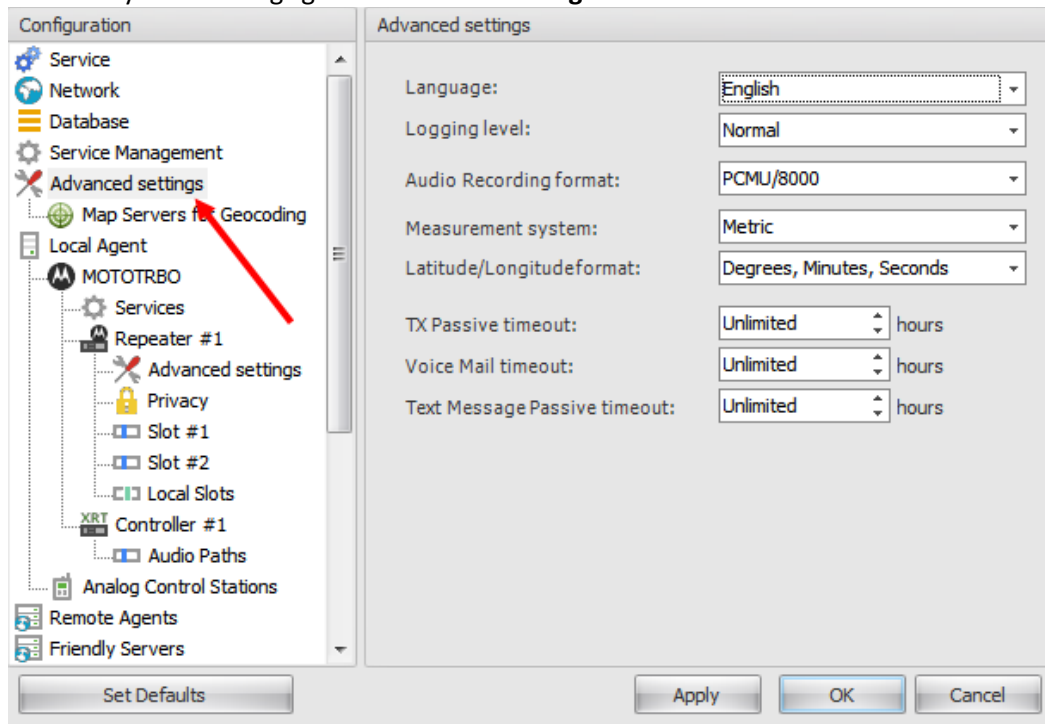 Configuration
Service
Network
Database
Service Management
Advanced settings
Map Servers for Geocoding
Local Agent
MOTOTRBO
Services
Repeater #1
Advanced settings
Privacy
Slot #1
Slot #2
Local Slots
XRT Controller #1
Audio Paths
Analog Control Stations
Remote Agents
Friendly Servers
Set Defaults
Advanced settings
Language: English
Logging level: Normal
Audio Recording format: PCMU/8000
Measurement system: Metric
Latitude/Longitudeformat: Degrees, Minutes, Seconds
TX Passive timeout: Unlimited hours
Voice Mail timeout: Unlimited hours
Text Message Passive timeout: Unlimited hours
Apply OK Cancel